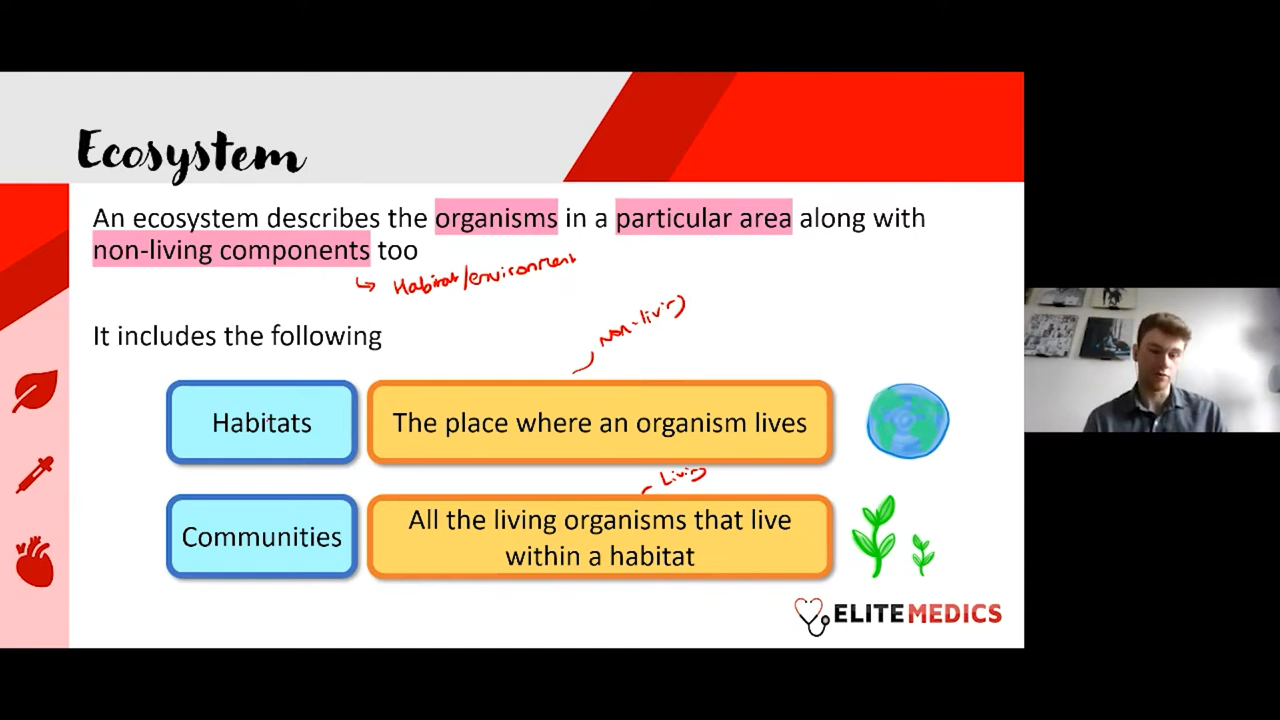 Ecosystem
An ecosystem describes the organisms in a particular area along with
non-living components too
↳ Habitat/environment
It includes the following
non-living
Habitats
The place where an organism lives
Living
Communities
All the living organisms that live
within a habitat
ELITEMEDICS